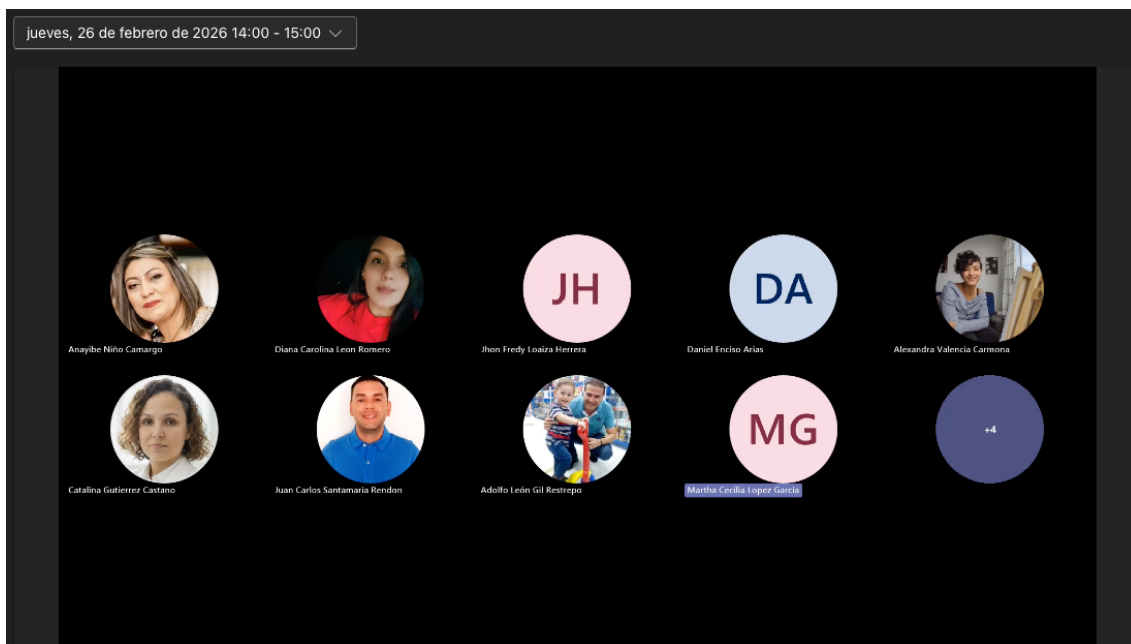 jueves, 26 de febrero de 2026 14:00 - 15:00
JH
DA
Anayibe Niño Camargo
Diana Carolina Leon Romero
Jhon Fredy Loaiza Herrera
Daniel Enciso Arias
Alexandra Valencia Carmona
MG
+4
Catalina Gutierrez Castano
Juan Carlos Santamaria Rendon
Adolfo León Gil Restrepo
Martha Cecilia Lopez Garcia